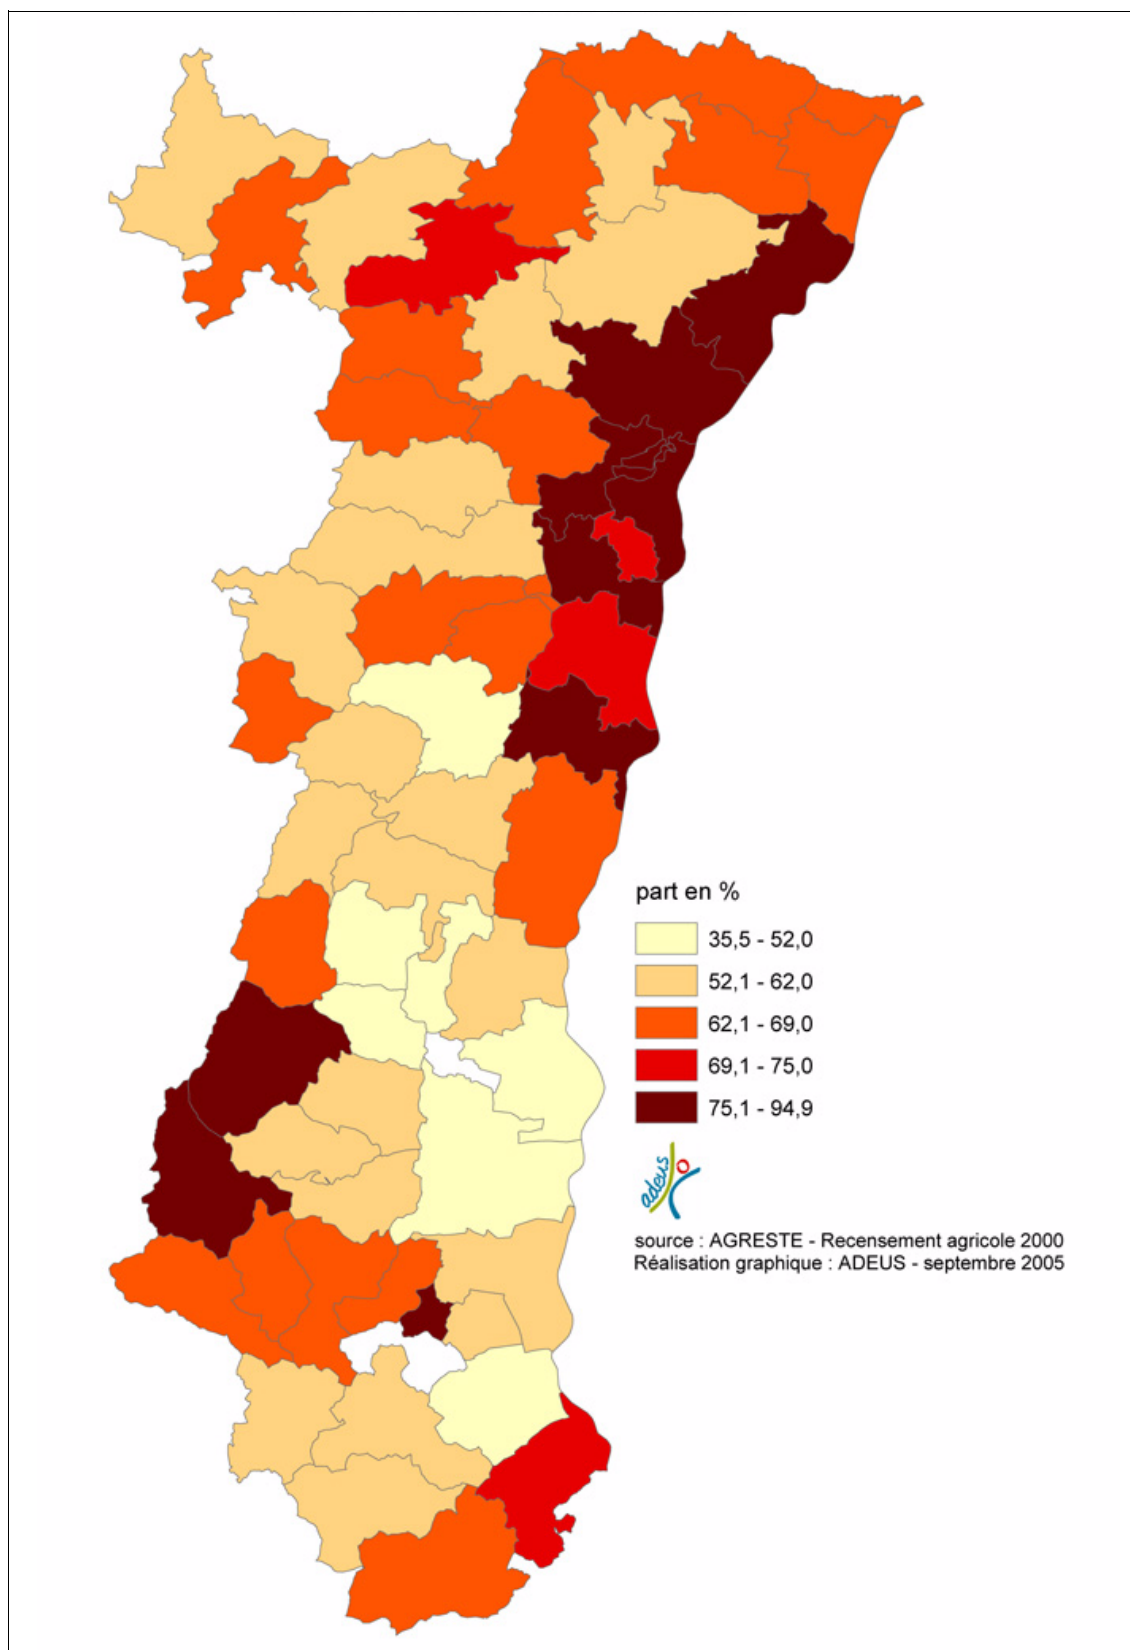 part en %
35,5 - 52,0
52,1 - 62,0
62,1 - 69,0
69,1 - 75,0
75,1 - 94,9
adeus
source : AGRESTE - Recensement agricole 2000
Réalisation graphique : ADEUS - septembre 2005